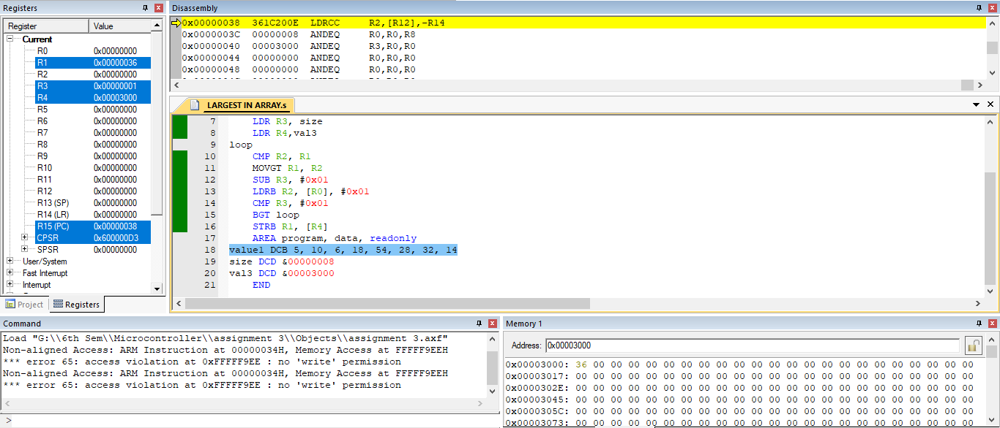 Registers
Register Value
Current
R0 0x00000000
R1 0x00000036
R2 0x00000000
R3 0x00000001
R4 0x00003000
R5 0x00000000
R6 0x00000000
R7 0x00000000
R8 0x00000000
R9 0x00000000
R10 0x00000000
R11 0x00000000
R12 0x00000000
R13 (SP) 0x00000000
R14 (LR) 0x00000000
R15 (PC) 0x00000038
CPSR 0x600000D3
SPSR 0x00000000
User/System
Fast Interrupt
Interrupt
Project Registers
Disassembly
0x00000038 361C200E LDRCC R2,[R12],-R14
0x0000003C 00000008 ANDEQ R0,R0,R8
0x00000040 00003000 ANDEQ R3,R0,R0
0x00000044 00000000 ANDEQ R0,R0,R0
0x00000048 00000000 ANDEQ R0,R0,R0
LARGEST IN ARRAY.s
7 LDR R3, size
8 LDR R4,val3
9 loop
10 CMP R2, R1
11 MOVGT R1, R2
12 SUB R3, #0x01
13 LDRB R2, [R0], #0x01
14 CMP R3, #0x01
15 BGT loop
16 STRB R1, [R4]
17 AREA program, data, readonly
18 value1 DCB 5, 10, 6, 18, 54, 28, 32, 14
19 size DCD &00000008
20 val3 DCD &00003000
21 END
Command
Load "G:\\6th Sem\\Microcontroller\\assignment 3\\Objects\\assignment 3.axf"
Non-aligned Access: ARM Instruction at 00000034H, Memory Access at FFFFF9EEH
*** error 65: access violation at 0xFFFFF9EE : no 'write' permission
Non-aligned Access: ARM Instruction at 00000034H, Memory Access at FFFFF9EEH
*** error 65: access violation at 0xFFFFF9EE : no 'write' permission
>
Memory 1
Address: 0x00003000
0x00003000: 36 00 00 00 00 00 00 00 00 00 00 00 00 00 00 00 00 00 00 00 00 00 00
0x00003017: 00 00 00 00 00 00 00 00 00 00 00 00 00 00 00 00 00 00 00 00 00 00 00
0x0000302E: 00 00 00 00 00 00 00 00 00 00 00 00 00 00 00 00 00 00 00 00 00 00 00
0x00003045: 00 00 00 00 00 00 00 00 00 00 00 00 00 00 00 00 00 00 00 00 00 00 00
0x0000305C: 00 00 00 00 00 00 00 00 00 00 00 00 00 00 00 00 00 00 00 00 00 00 00
0x00003073: 00 00 00 00 00 00 00 00 00 00 00 00 00 00 00 00 00 00 00 00 00 00 00